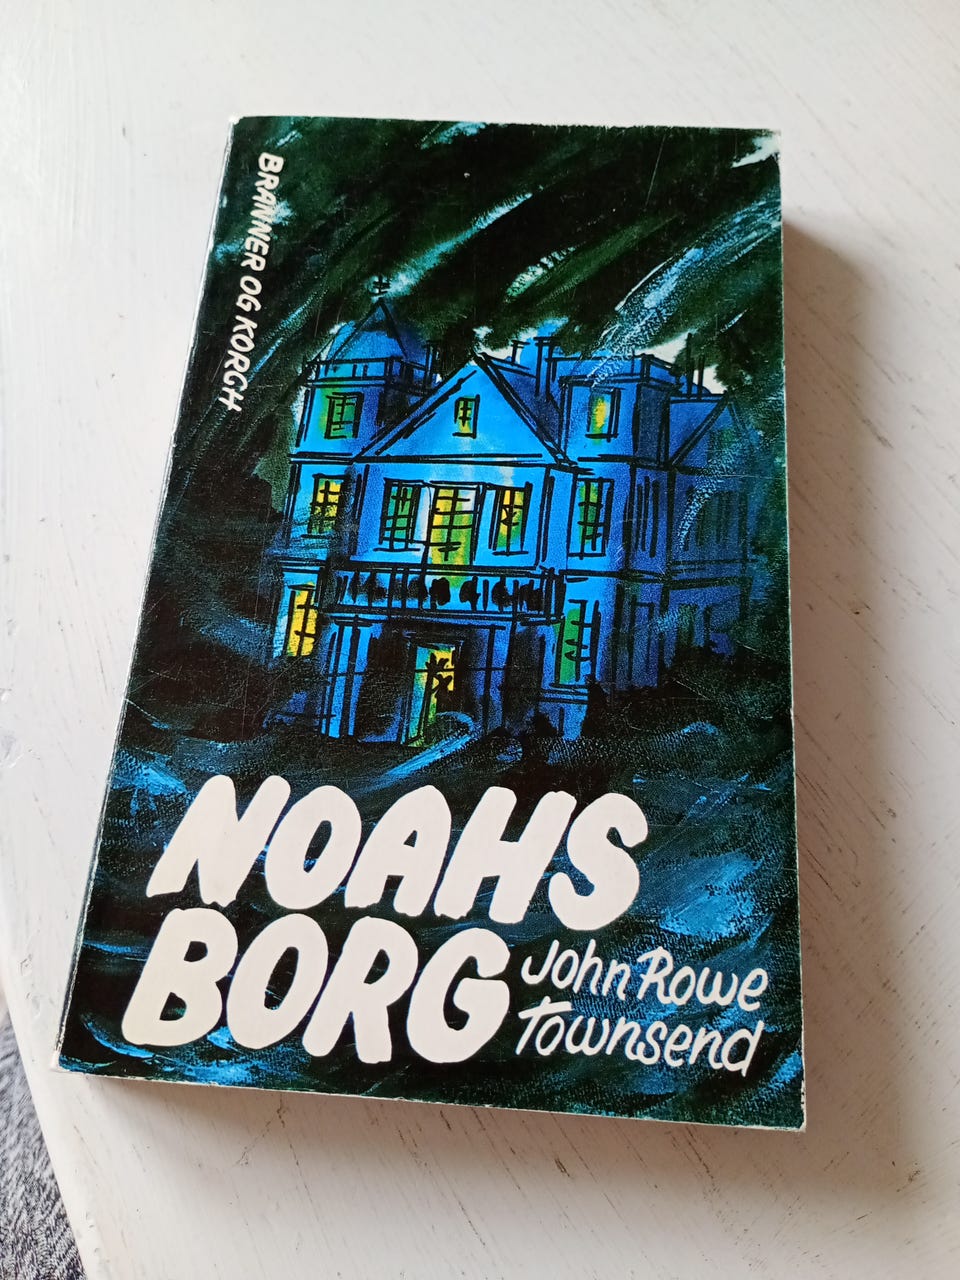 BRANNER OG KORCH
NOAHS
BORG
John Rowe
Townsend